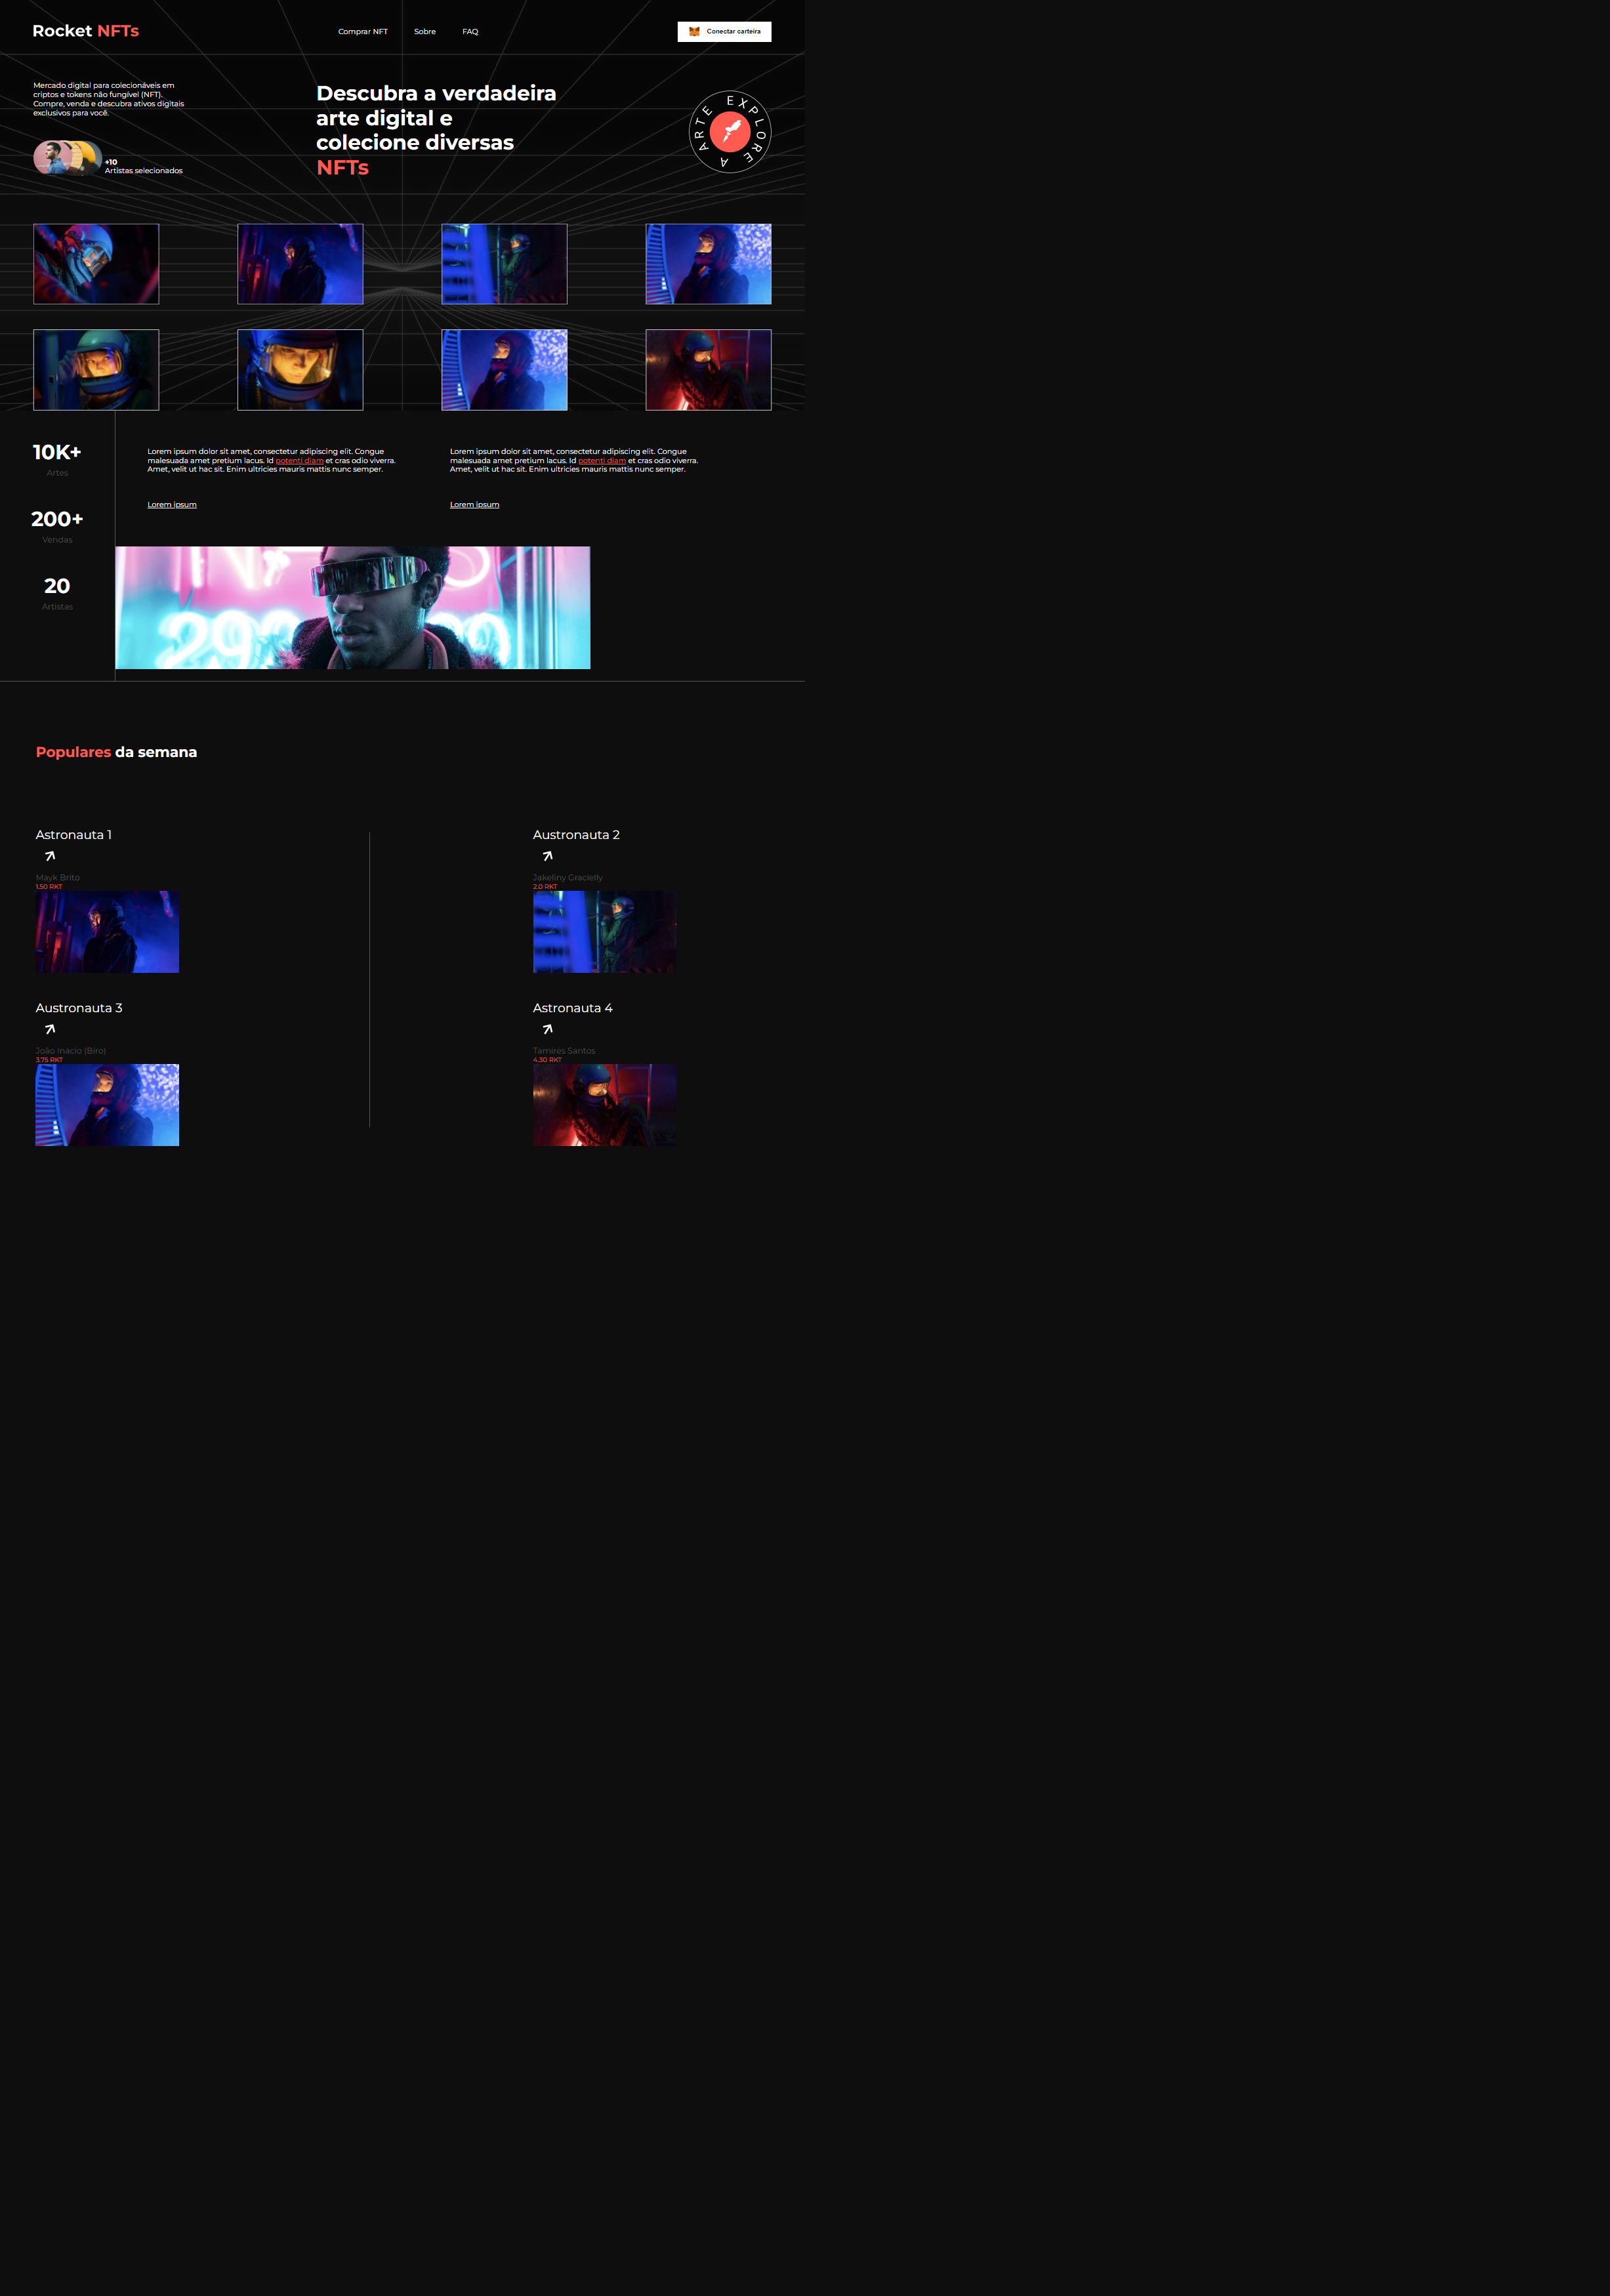 Rocket NFTs
Comprar NFT
Sobre
FAQ
Conectar carteira
Mercado digital para colecionáveis em
criptos e tokens não fungível (NFT).
Compre, venda e descubra ativos digitais
exclusivos para você.
+10
Artistas selecionados
Descubra a verdadeira
arte digital e
colecione diversas
NFTs
EXPLORE A ARTE
10K+
Artes
200+
Vendas
20
Artistas
Lorem ipsum dolor sit amet, consectetur adipiscing elit. Congue
malesuada amet pretium lacus. Id potenti diam et cras odio viverra.
Amet, velit ut hac sit. Enim ultricies mauris mattis nunc semper.
Lorem ipsum
Lorem ipsum dolor sit amet, consectetur adipiscing elit. Congue
malesuada amet pretium lacus. Id potenti diam et cras odio viverra.
Amet, velit ut hac sit. Enim ultricies mauris mattis nunc semper.
Lorem ipsum
Populares da semana
Astronauta 1
Mayk Brito
1.50 RKT
Austronauta 2
Jakeliny Gracielly
2.0 RKT
Austronauta 3
João Inácio (Biro)
3.75 RKT
Astronauta 4
Tamires Santos
4.30 RKT